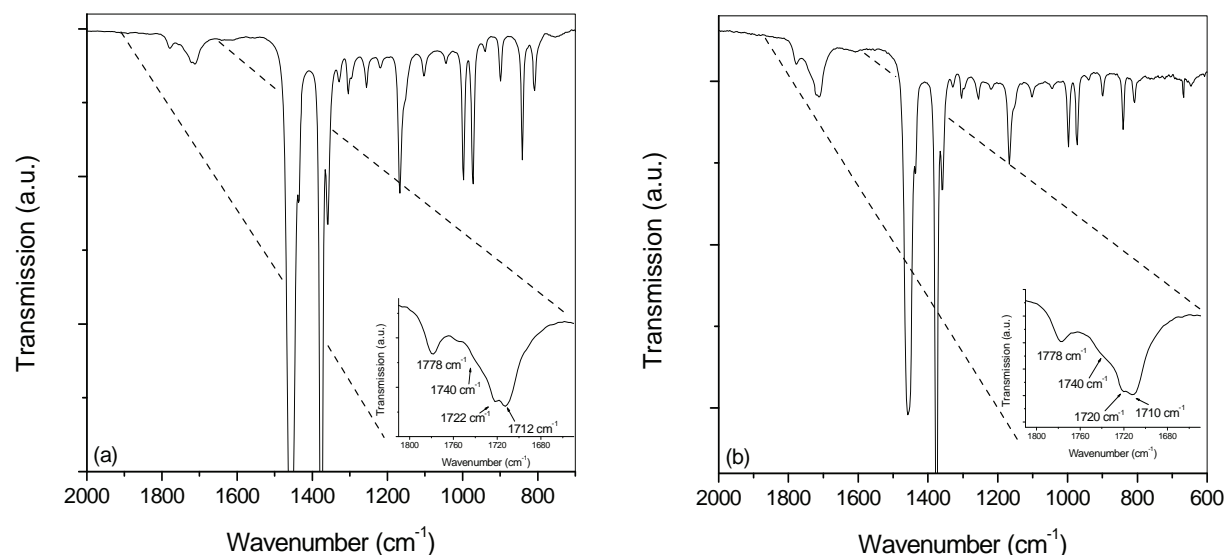 Transmission (a.u.)
Transmission (a.u.)
1778 cm⁻¹
1740 cm⁻¹
1722 cm⁻¹
1712 cm⁻¹
1800 1760 1720 1680
Wavenumber (cm⁻¹)
(a)
2000 1800 1600 1400 1200 1000 800
Wavenumber (cm⁻¹)
Transmission (a.u.)
Transmission (a.u.)
1778 cm⁻¹
1740 cm⁻¹
1720 cm⁻¹
1710 cm⁻¹
1800 1760 1720 1680
Wavenumber (cm⁻¹)
(b)
2000 1800 1600 1400 1200 1000 800 600
Wavenumber (cm⁻¹)